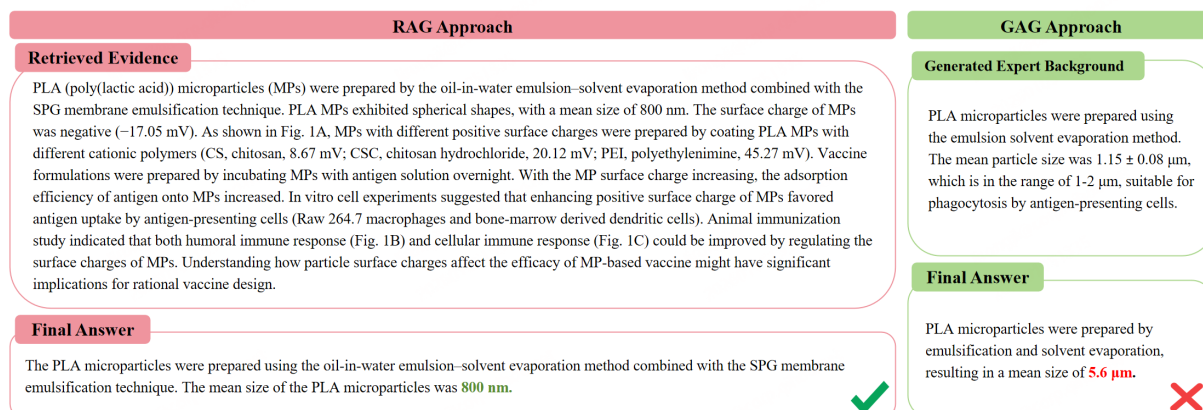 RAG Approach
Retrieved Evidence
PLA (poly(lactic acid)) microparticles (MPs) were prepared by the oil-in-water emulsion–solvent evaporation method combined with the
SPG membrane emulsification technique. PLA MPs exhibited spherical shapes, with a mean size of 800 nm. The surface charge of MPs
was negative (−17.05 mV). As shown in Fig. 1A, MPs with different positive surface charges were prepared by coating PLA MPs with
different cationic polymers (CS, chitosan, 8.67 mV; CSC, chitosan hydrochloride, 20.12 mV; PEI, polyethylenimine, 45.27 mV). Vaccine
formulations were prepared by incubating MPs with antigen solution overnight. With the MP surface charge increasing, the adsorption
efficiency of antigen onto MPs increased. In vitro cell experiments suggested that enhancing positive surface charge of MPs favored
antigen uptake by antigen-presenting cells (Raw 264.7 macrophages and bone-marrow derived dendritic cells). Animal immunization
study indicated that both humoral immune response (Fig. 1B) and cellular immune response (Fig. 1C) could be improved by regulating the
surface charges of MPs. Understanding how particle surface charges affect the efficacy of MP-based vaccine might have significant
implications for rational vaccine design.
Final Answer
The PLA microparticles were prepared using the oil-in-water emulsion–solvent evaporation method combined with the SPG membrane
emulsification technique. The mean size of the PLA microparticles was 800 nm.
GAG Approach
Generated Expert Background
PLA microparticles were prepared using
the emulsion solvent evaporation method.
The mean particle size was 1.15 ± 0.08 μm,
which is in the range of 1-2 μm, suitable for
phagocytosis by antigen-presenting cells.
Final Answer
PLA microparticles were prepared by
emulsification and solvent evaporation,
resulting in a mean size of 5.6 μm.